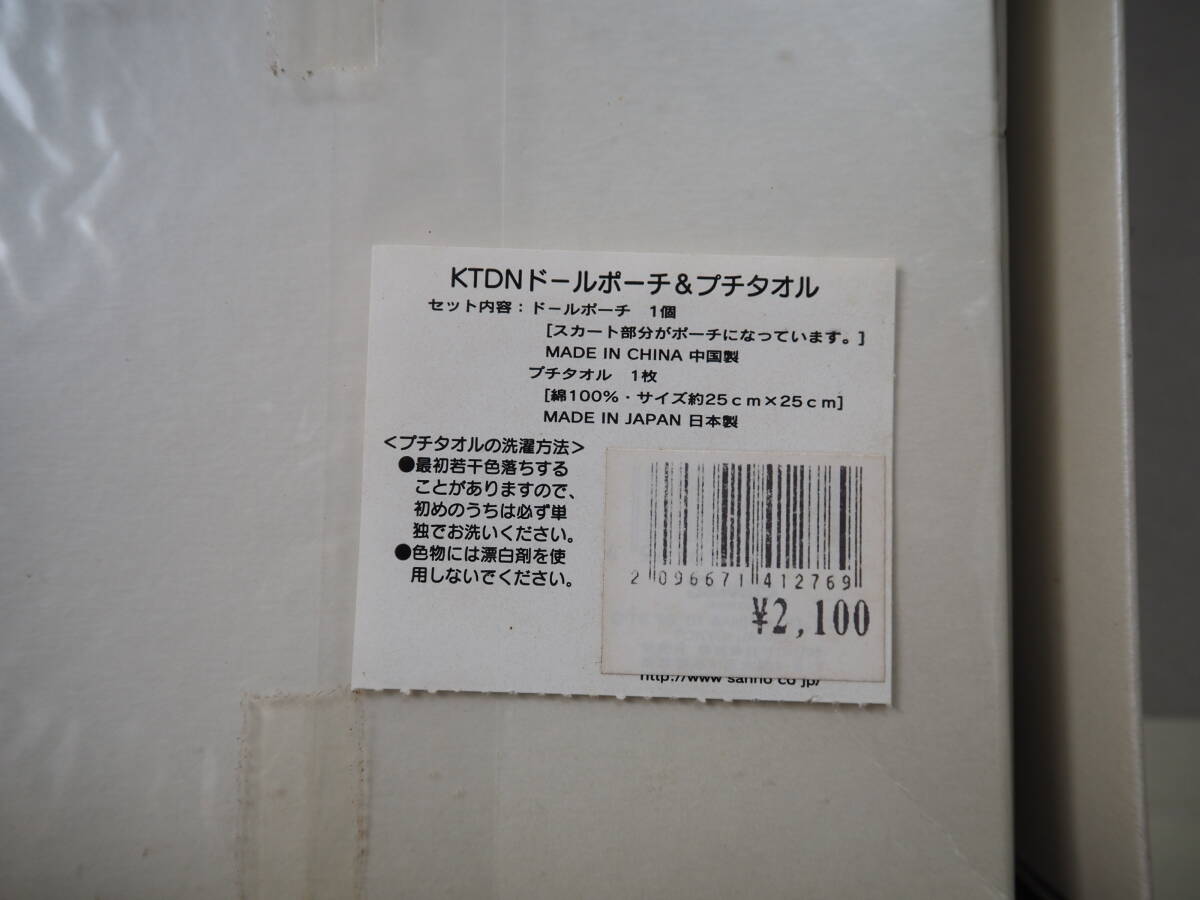 KTDNドールポーチ&プチタオル
セット内容：ドールポーチ　1個
[スカート部分がポーチになっています。]
MADE IN CHINA 中国製
プチタオル　1枚
[綿100%・サイズ約25cm×25cm]
MADE IN JAPAN 日本製
<プチタオルの洗濯方法>
●最初若干色落ちする
ことがありますので、
初めのうちは必ず単
独でお洗いください。
●色物には漂白剤を使
用しないでください。
2 096671 412769
¥2,100